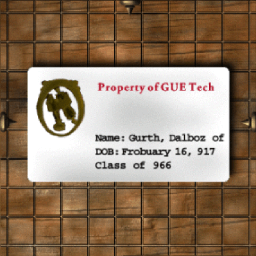 Property of GUE Tech
Name: Gurth, Dalboz of
DOB: Frobuary 16, 917
Class of 966